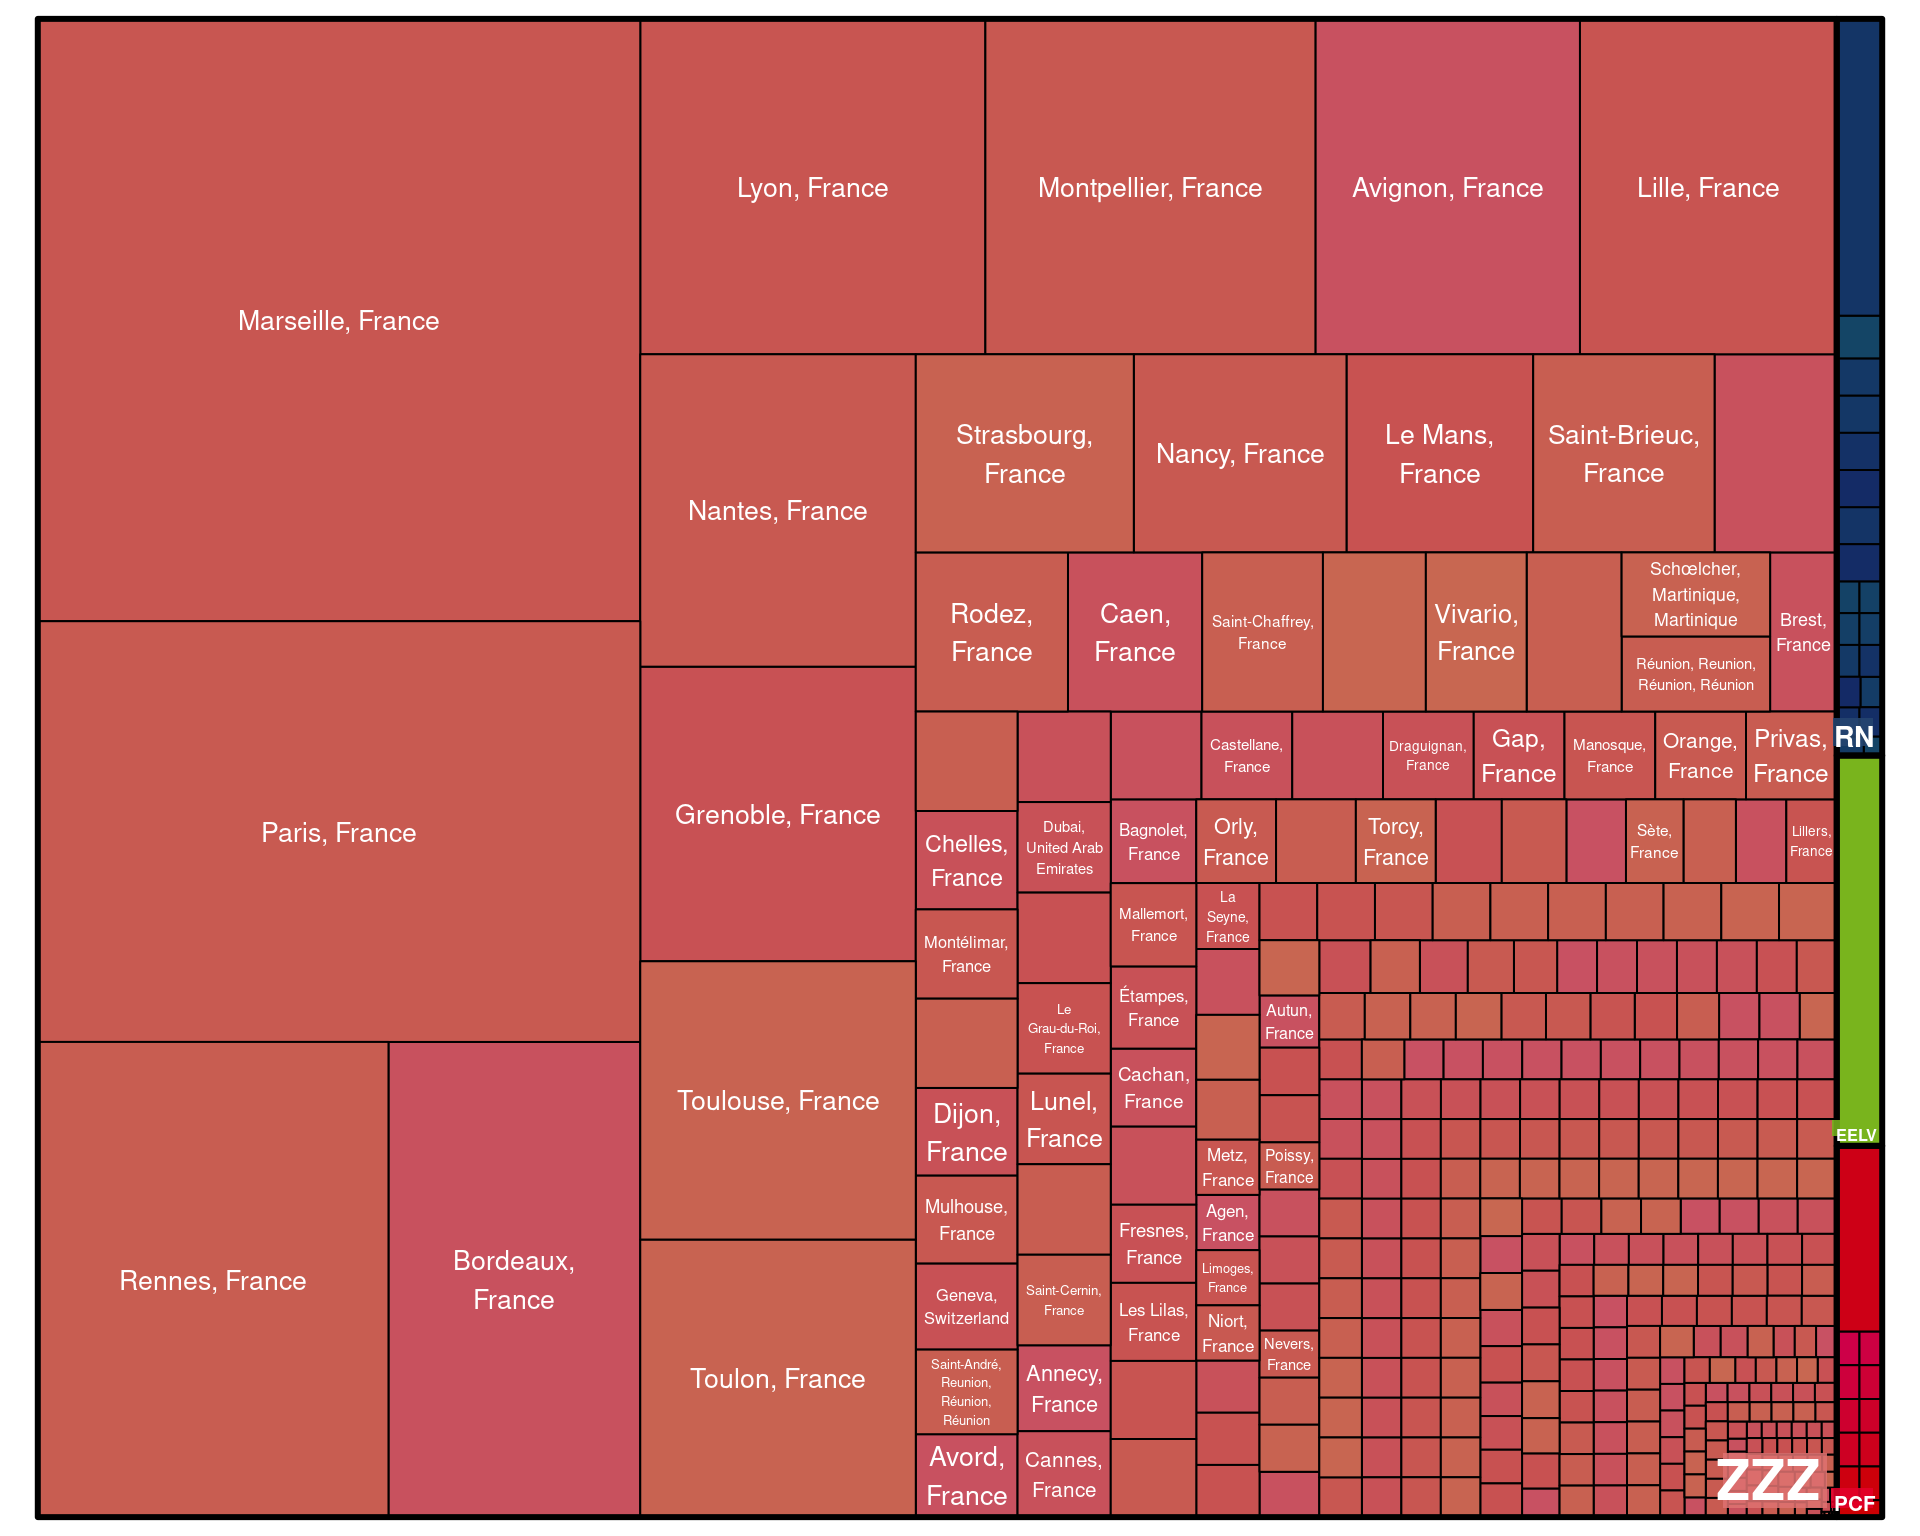 Marseille, France
Paris, France
Rennes, France
Bordeaux,
France
Lyon, France
Montpellier, France
Avignon, France
Lille, France
Nantes, France
Grenoble, France
Toulouse, France
Toulon, France
Strasbourg,
France
Nancy, France
Le Mans,
France
Saint-Brieuc,
France
Rodez,
France
Caen,
France
Saint-Chaffrey,
France
Vivario,
France
Schœlcher,
Martinique,
Martinique
Réunion, Reunion,
Réunion, Réunion
Brest,
France
Chelles,
France
Montélimar,
France
Dijon,
France
Mulhouse,
France
Geneva,
Switzerland
Saint-André,
Reunion,
Réunion,
Réunion
Avord,
France
Dubai,
United Arab
Emirates
Le
Grau-du-Roi,
France
Lunel,
France
Saint-Cernin,
France
Annecy,
France
Cannes,
France
Castellane,
France
Draguignan,
France
Gap,
France
Manosque,
France
Orange,
France
Privas,
France
Bagnolet,
France
Mallemort,
France
Étampes,
France
Cachan,
France
Fresnes,
France
Les Lilas,
France
Orly,
France
Torcy,
France
Sète,
France
Lillers,
France
La
Seyne,
France
Metz,
France
Agen,
France
Limoges,
France
Niort,
France
Autun,
France
Poissy,
France
Nevers,
France
ZZZ
RN
EELV
PCF